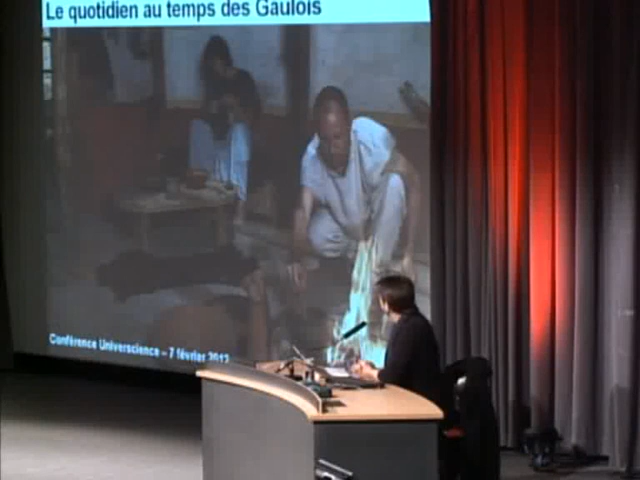 Le quotidien au temps des Gaulois
Conférence Universcience – 7 février 2012